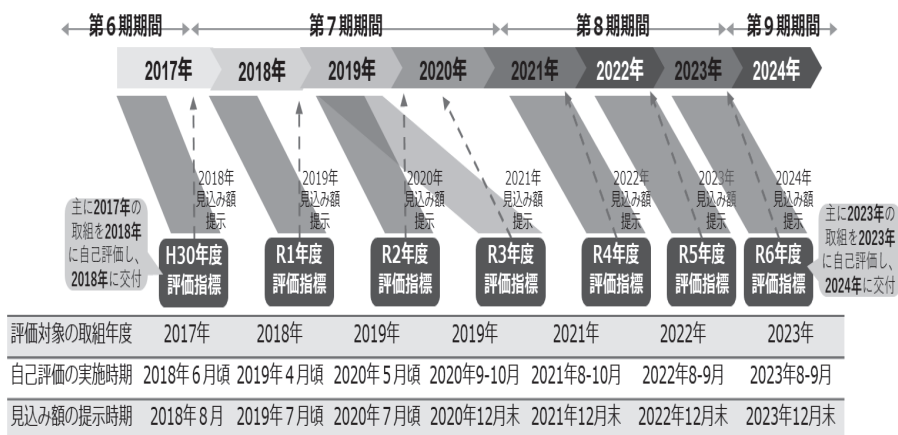 第6期期間 第7期期間 第8期期間 第9期期間
2017年 2018年 2019年 2020年 2021年 2022年 2023年 2024年
2018年
見込み額
提示
2019年
見込み額
提示
2020年
見込み額
提示
2021年
見込み額
提示
2022年
見込み額
提示
2023年
見込み額
提示
2024年
見込み額
提示
主に2017年の
取組を2018年
に自己評価し、
2018年に交付
H30年度
評価指標
R1年度
評価指標
R2年度
評価指標
R3年度
評価指標
R4年度
評価指標
R5年度
評価指標
R6年度
評価指標
主に2023年の
取組を2023年
に自己評価し、
2024年に交付
評価対象の取組年度 2017年 2018年 2019年 2019年 2021年 2022年 2023年
自己評価の実施時期 2018年6月頃 2019年4月頃 2020年5月頃 2020年9-10月 2021年8-10月 2022年8-9月 2023年8-9月
見込み額の提示時期 2018年8月 2019年7月頃 2020年7月頃 2020年12月末 2021年12月末 2022年12月末 2023年12月末